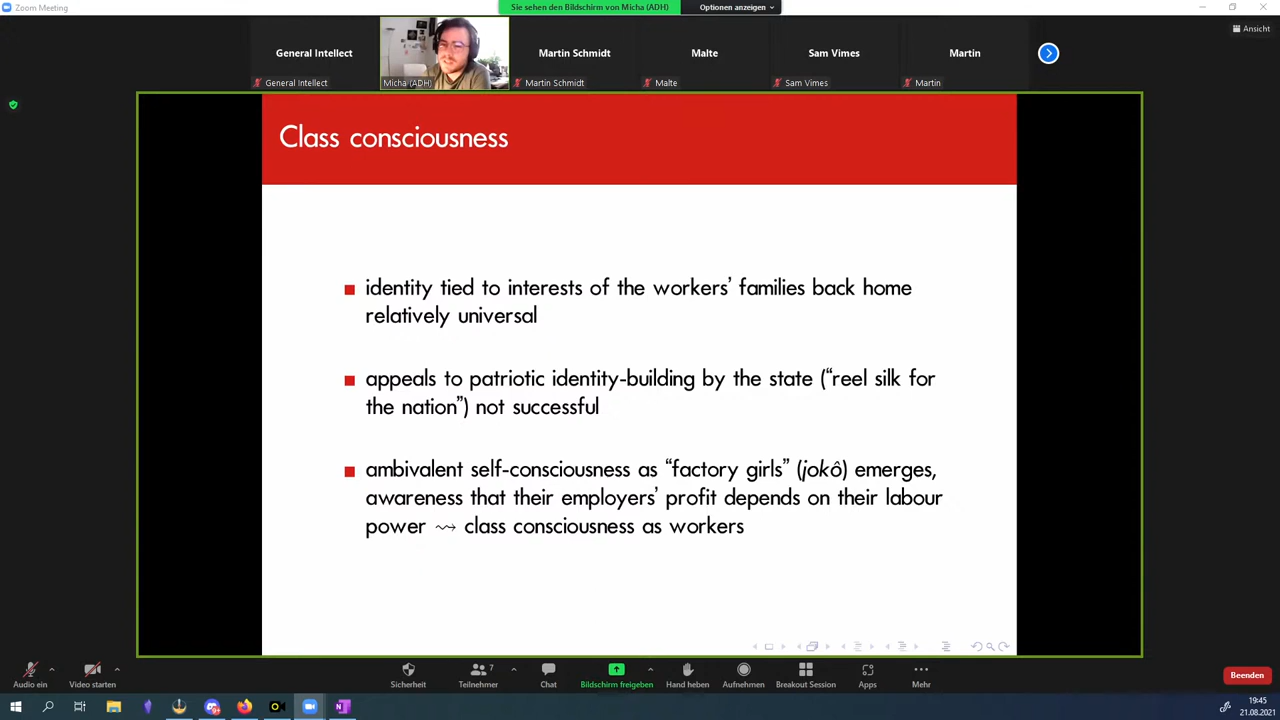 Zoom Meeting
Sie sehen den Bildschirm von Micha (ADH)
Optionen anzeigen
Ansicht
General Intellect
Martin Schmidt
Malte
Sam Vimes
Martin
General Intellect
Micha (ADH)
Martin Schmidt
Malte
Sam Vimes
Martin
Class consciousness
identity tied to interests of the workers’ families back home
relatively universal
appeals to patriotic identity-building by the state (“reel silk for
the nation”) not successful
ambivalent self-consciousness as “factory girls” (jokô) emerges,
awareness that their employers’ profit depends on their labour
power ⇝ class consciousness as workers
7
Audio ein
Video starten
Sicherheit
Teilnehmer
Chat
Bildschirm freigeben
Hand heben
Aufnehmen
Breakout Session
Apps
Mehr
Beenden
19:45
21.08.2021